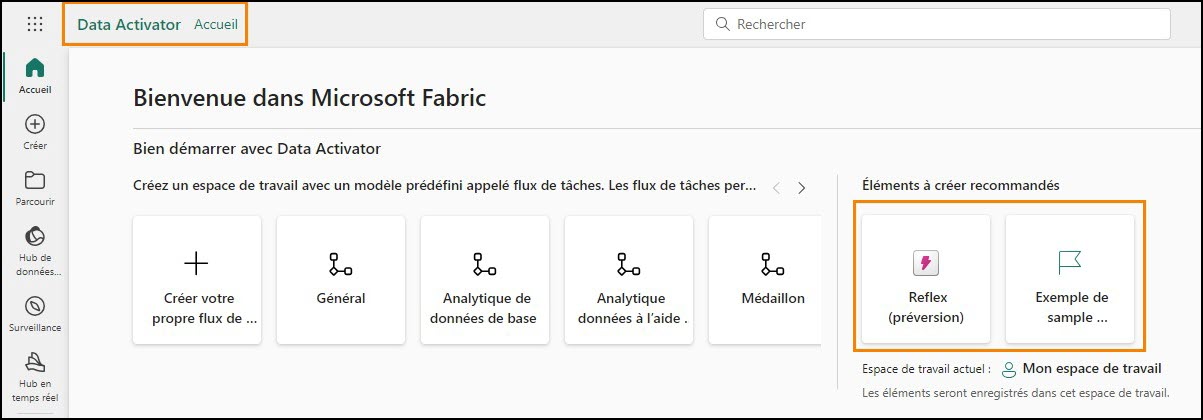 Data Activator Accueil
Rechercher
Accueil
Créer
Parcourir
Hub de
données...
Surveillance
Hub en
temps réel
Bienvenue dans Microsoft Fabric
Bien démarrer avec Data Activator
Créez un espace de travail avec un modèle prédéfini appelé flux de tâches. Les flux de tâches per...
Créer votre
propre flux de ...
Général
Analytique de
données de base
Analytique
données à l'aide .
Médaillon
Éléments à créer recommandés
Reflex
(préversion)
Exemple de
sample ...
Espace de travail actuel : Mon espace de travail
Les éléments seront enregistrés dans cet espace de travail.